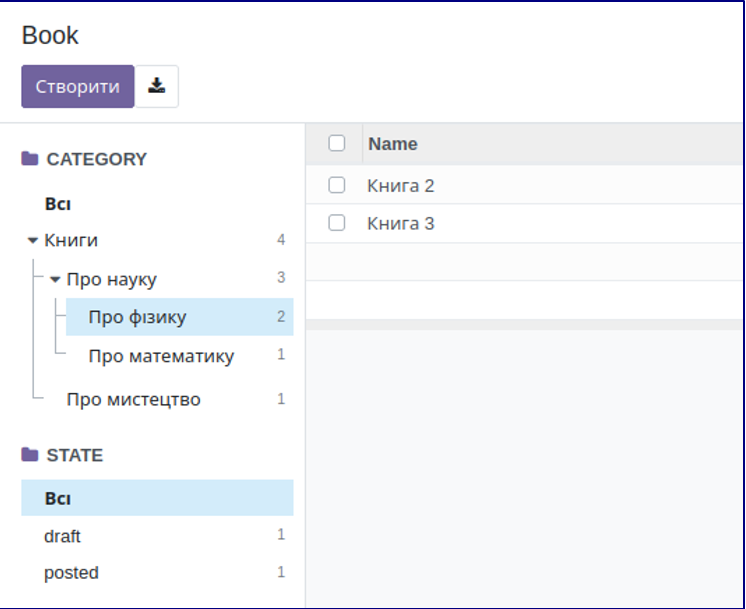 Book
Створити
CATEGORY
Всі
Книги 4
Про науку 3
Про фізику 2
Про математику 1
Про мистецтво 1
STATE
Всі
draft 1
posted 1
Name
Книга 2
Книга 3